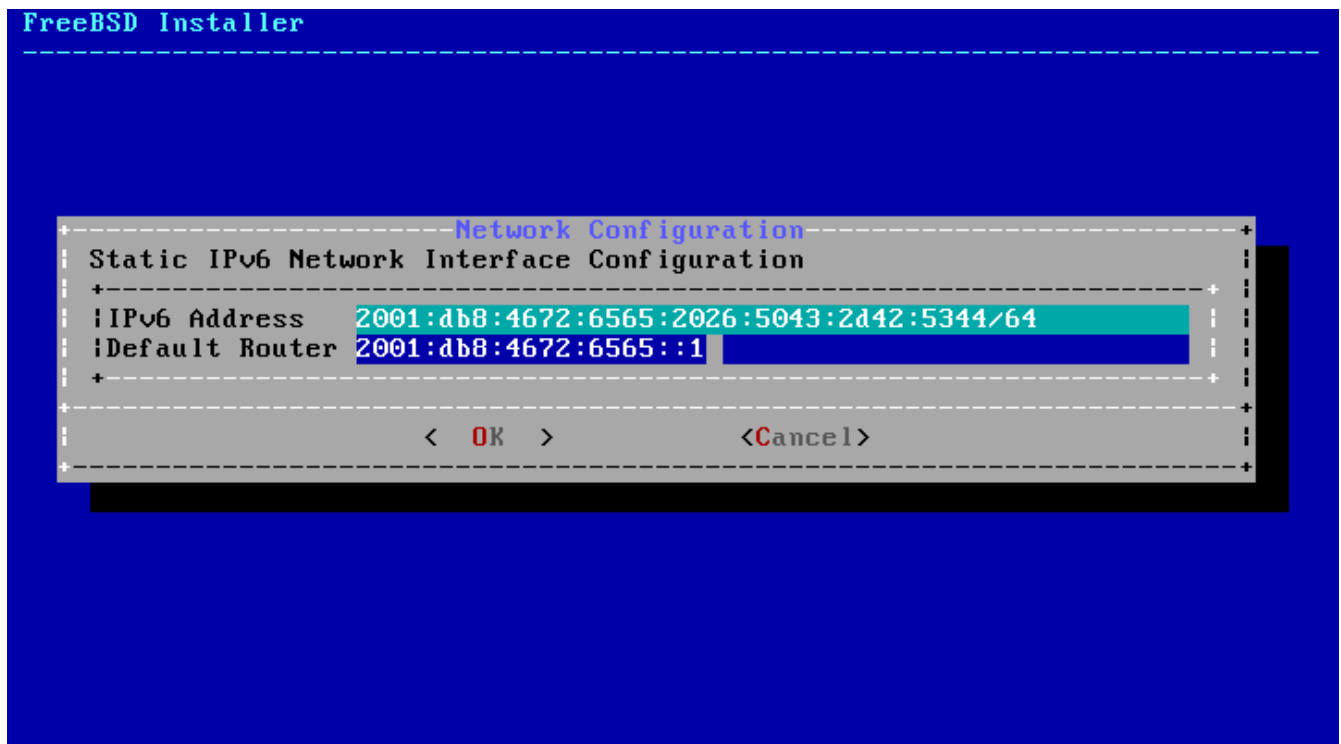 FreeBSD Installer
Network Configuration
Static IPv6 Network Interface Configuration
IPv6 Address 2001:db8:4672:6565:2026:5043:2d42:5344/64
Default Router 2001:db8:4672:6565::1
< OK > <Cancel>